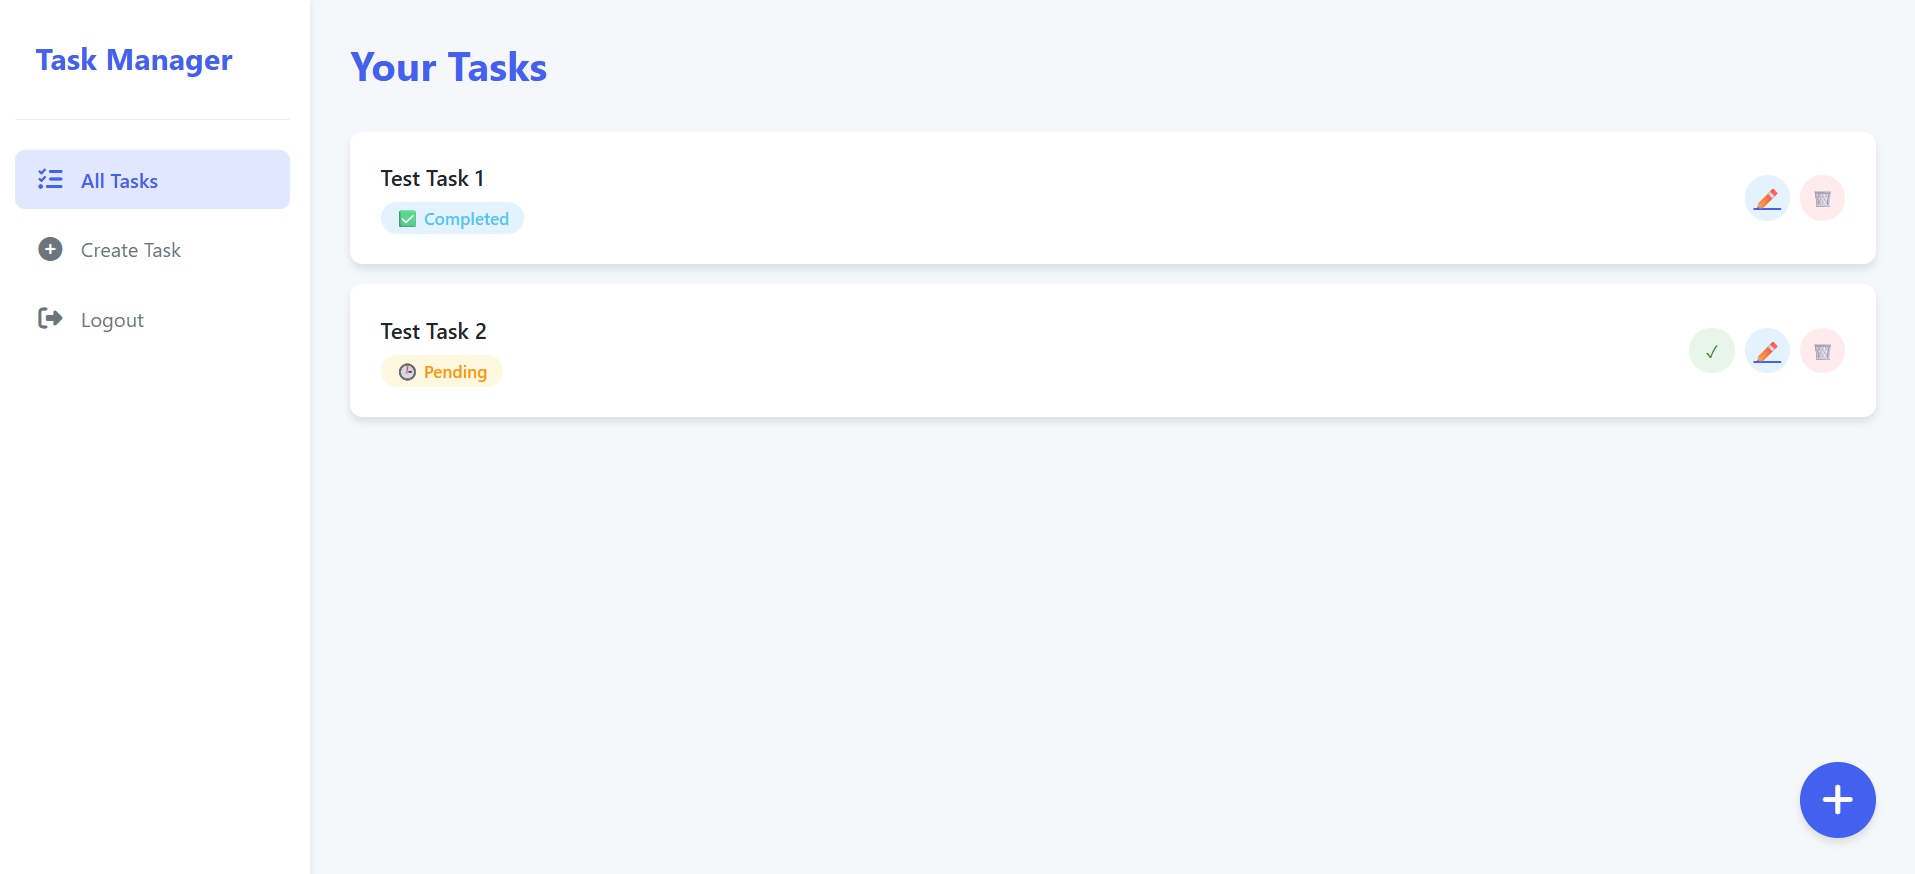 Task Manager
All Tasks
Create Task
Logout
Your Tasks
Test Task 1
✅ Completed
Test Task 2
🕒 Pending